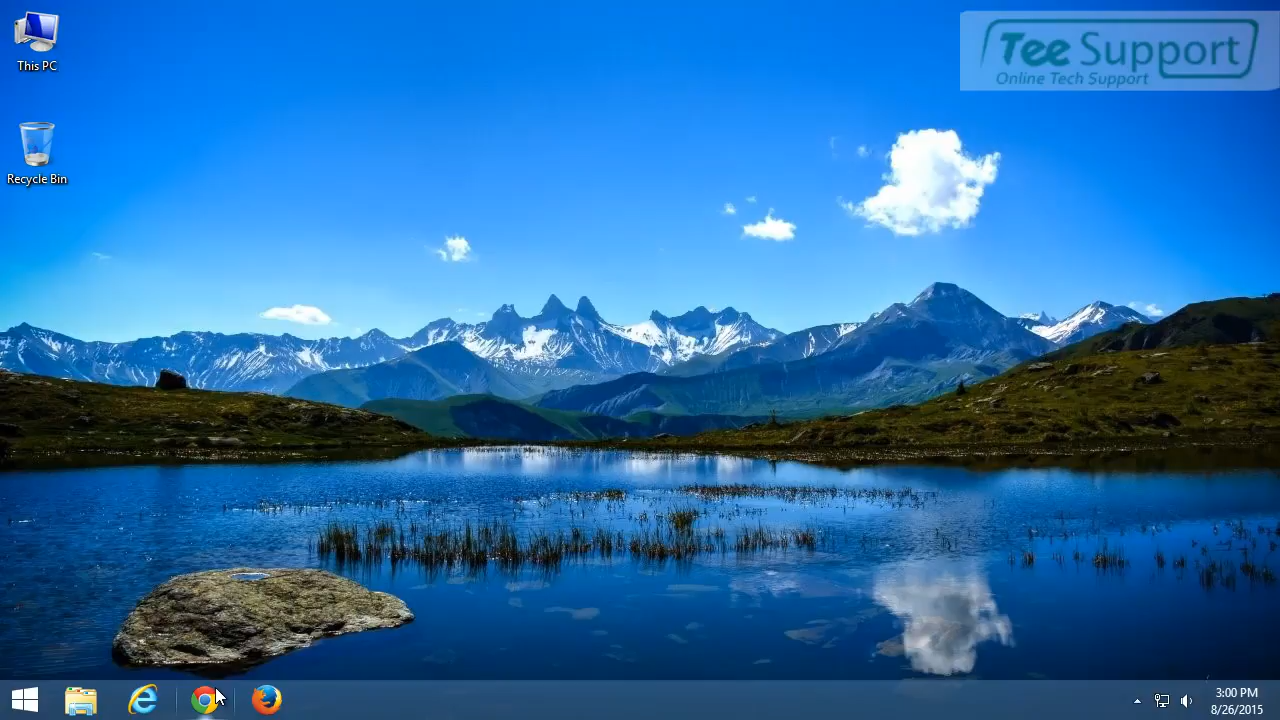 This PC
Recycle Bin
Tee Support
Online Tech Support
3:00 PM
8/26/2015